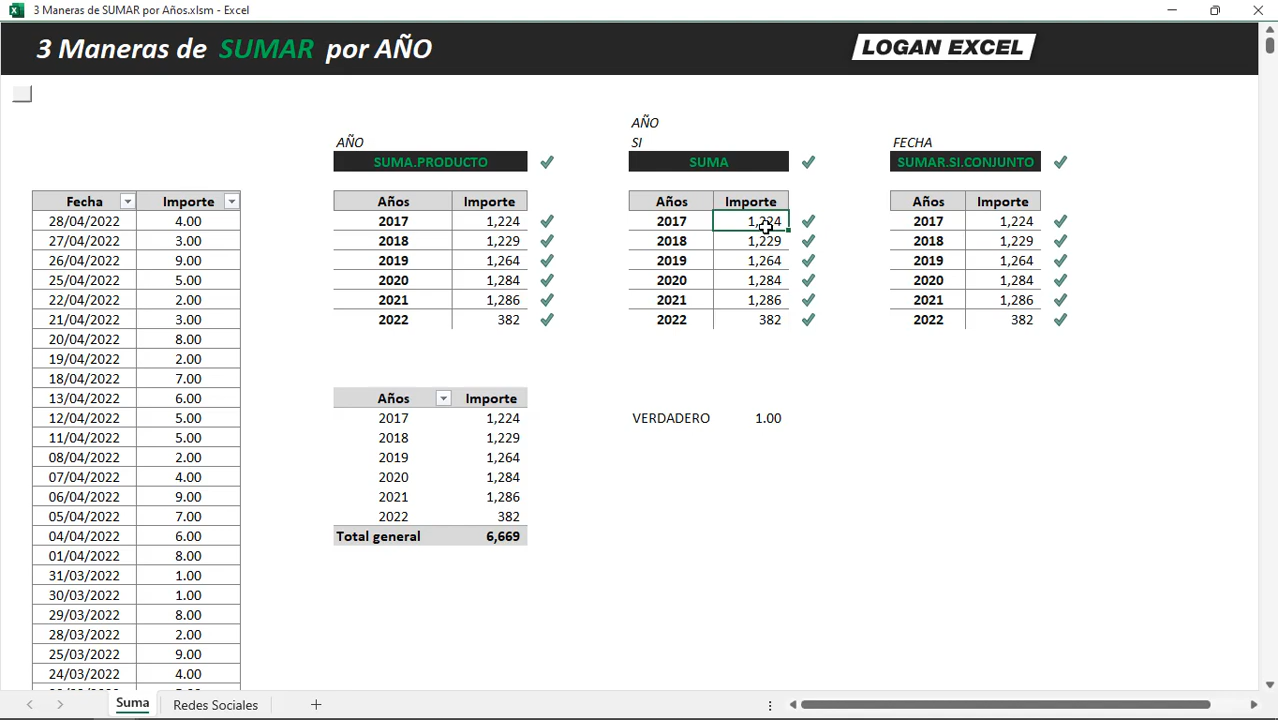 3 Maneras de SUMAR por Años.xlsm - Excel
3 Maneras de SUMAR por AÑO
LOGAN EXCEL
AÑO
SUMA.PRODUCTO
AÑO
SI
SUMA
FECHA
SUMAR.SI.CONJUNTO
Fecha Importe
28/04/2022 4.00
27/04/2022 3.00
26/04/2022 9.00
25/04/2022 5.00
22/04/2022 2.00
21/04/2022 3.00
20/04/2022 8.00
19/04/2022 2.00
18/04/2022 7.00
13/04/2022 6.00
12/04/2022 5.00
11/04/2022 5.00
08/04/2022 2.00
07/04/2022 4.00
06/04/2022 9.00
05/04/2022 7.00
04/04/2022 6.00
01/04/2022 8.00
31/03/2022 1.00
30/03/2022 1.00
29/03/2022 8.00
28/03/2022 2.00
25/03/2022 9.00
24/03/2022 4.00
Años Importe
2017 1,224
2018 1,229
2019 1,264
2020 1,284
2021 1,286
2022 382
Años Importe
2017 1,224
2018 1,229
2019 1,264
2020 1,284
2021 1,286
2022 382
Años Importe
2017 1,224
2018 1,229
2019 1,264
2020 1,284
2021 1,286
2022 382
Años Importe
2017 1,224
2018 1,229
2019 1,264
2020 1,284
2021 1,286
2022 382
Total general 6,669
VERDADERO 1.00
Suma Redes Sociales